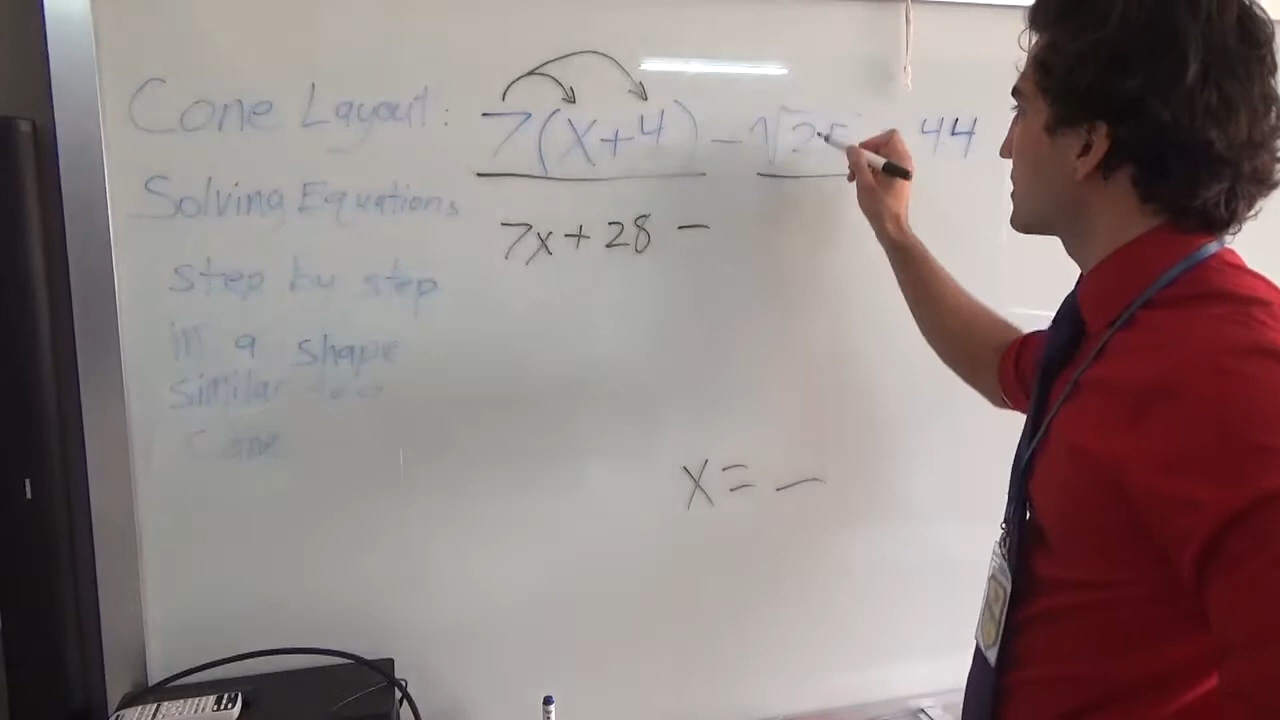 Cone Layout: 7(x+4) - √25 44
Solving Equations
7x + 28 -
step by step
in a shape
similar
Cone
x = _